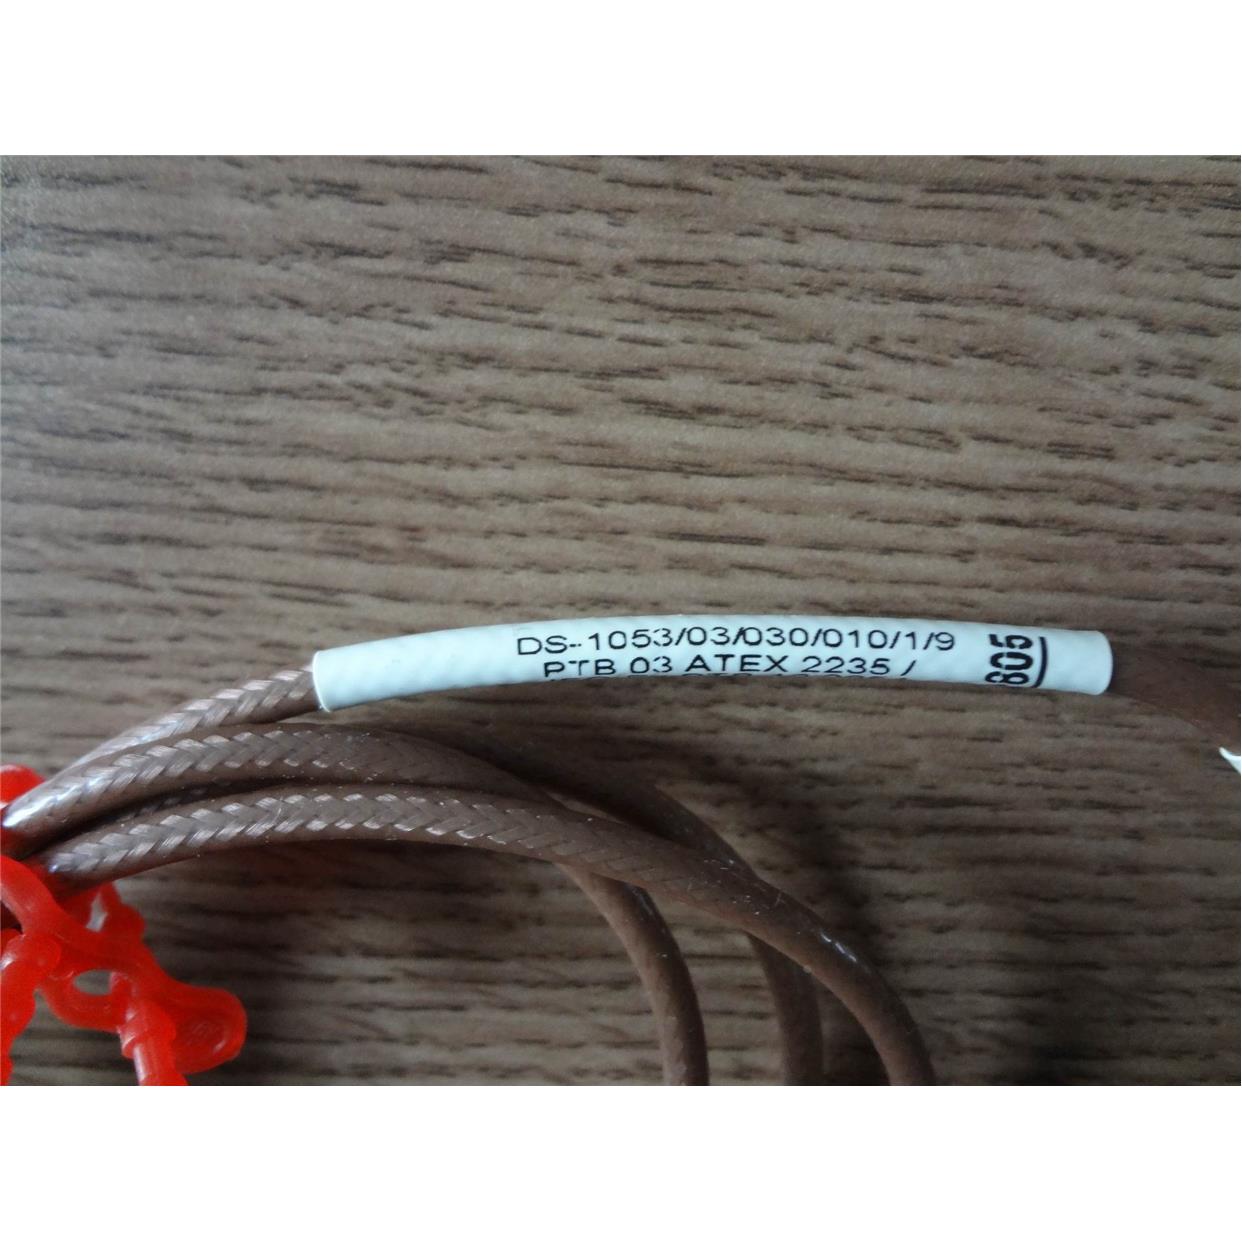 DS-1053/03/030/010/1/9
PTB 03 ATEX 2235 /
805